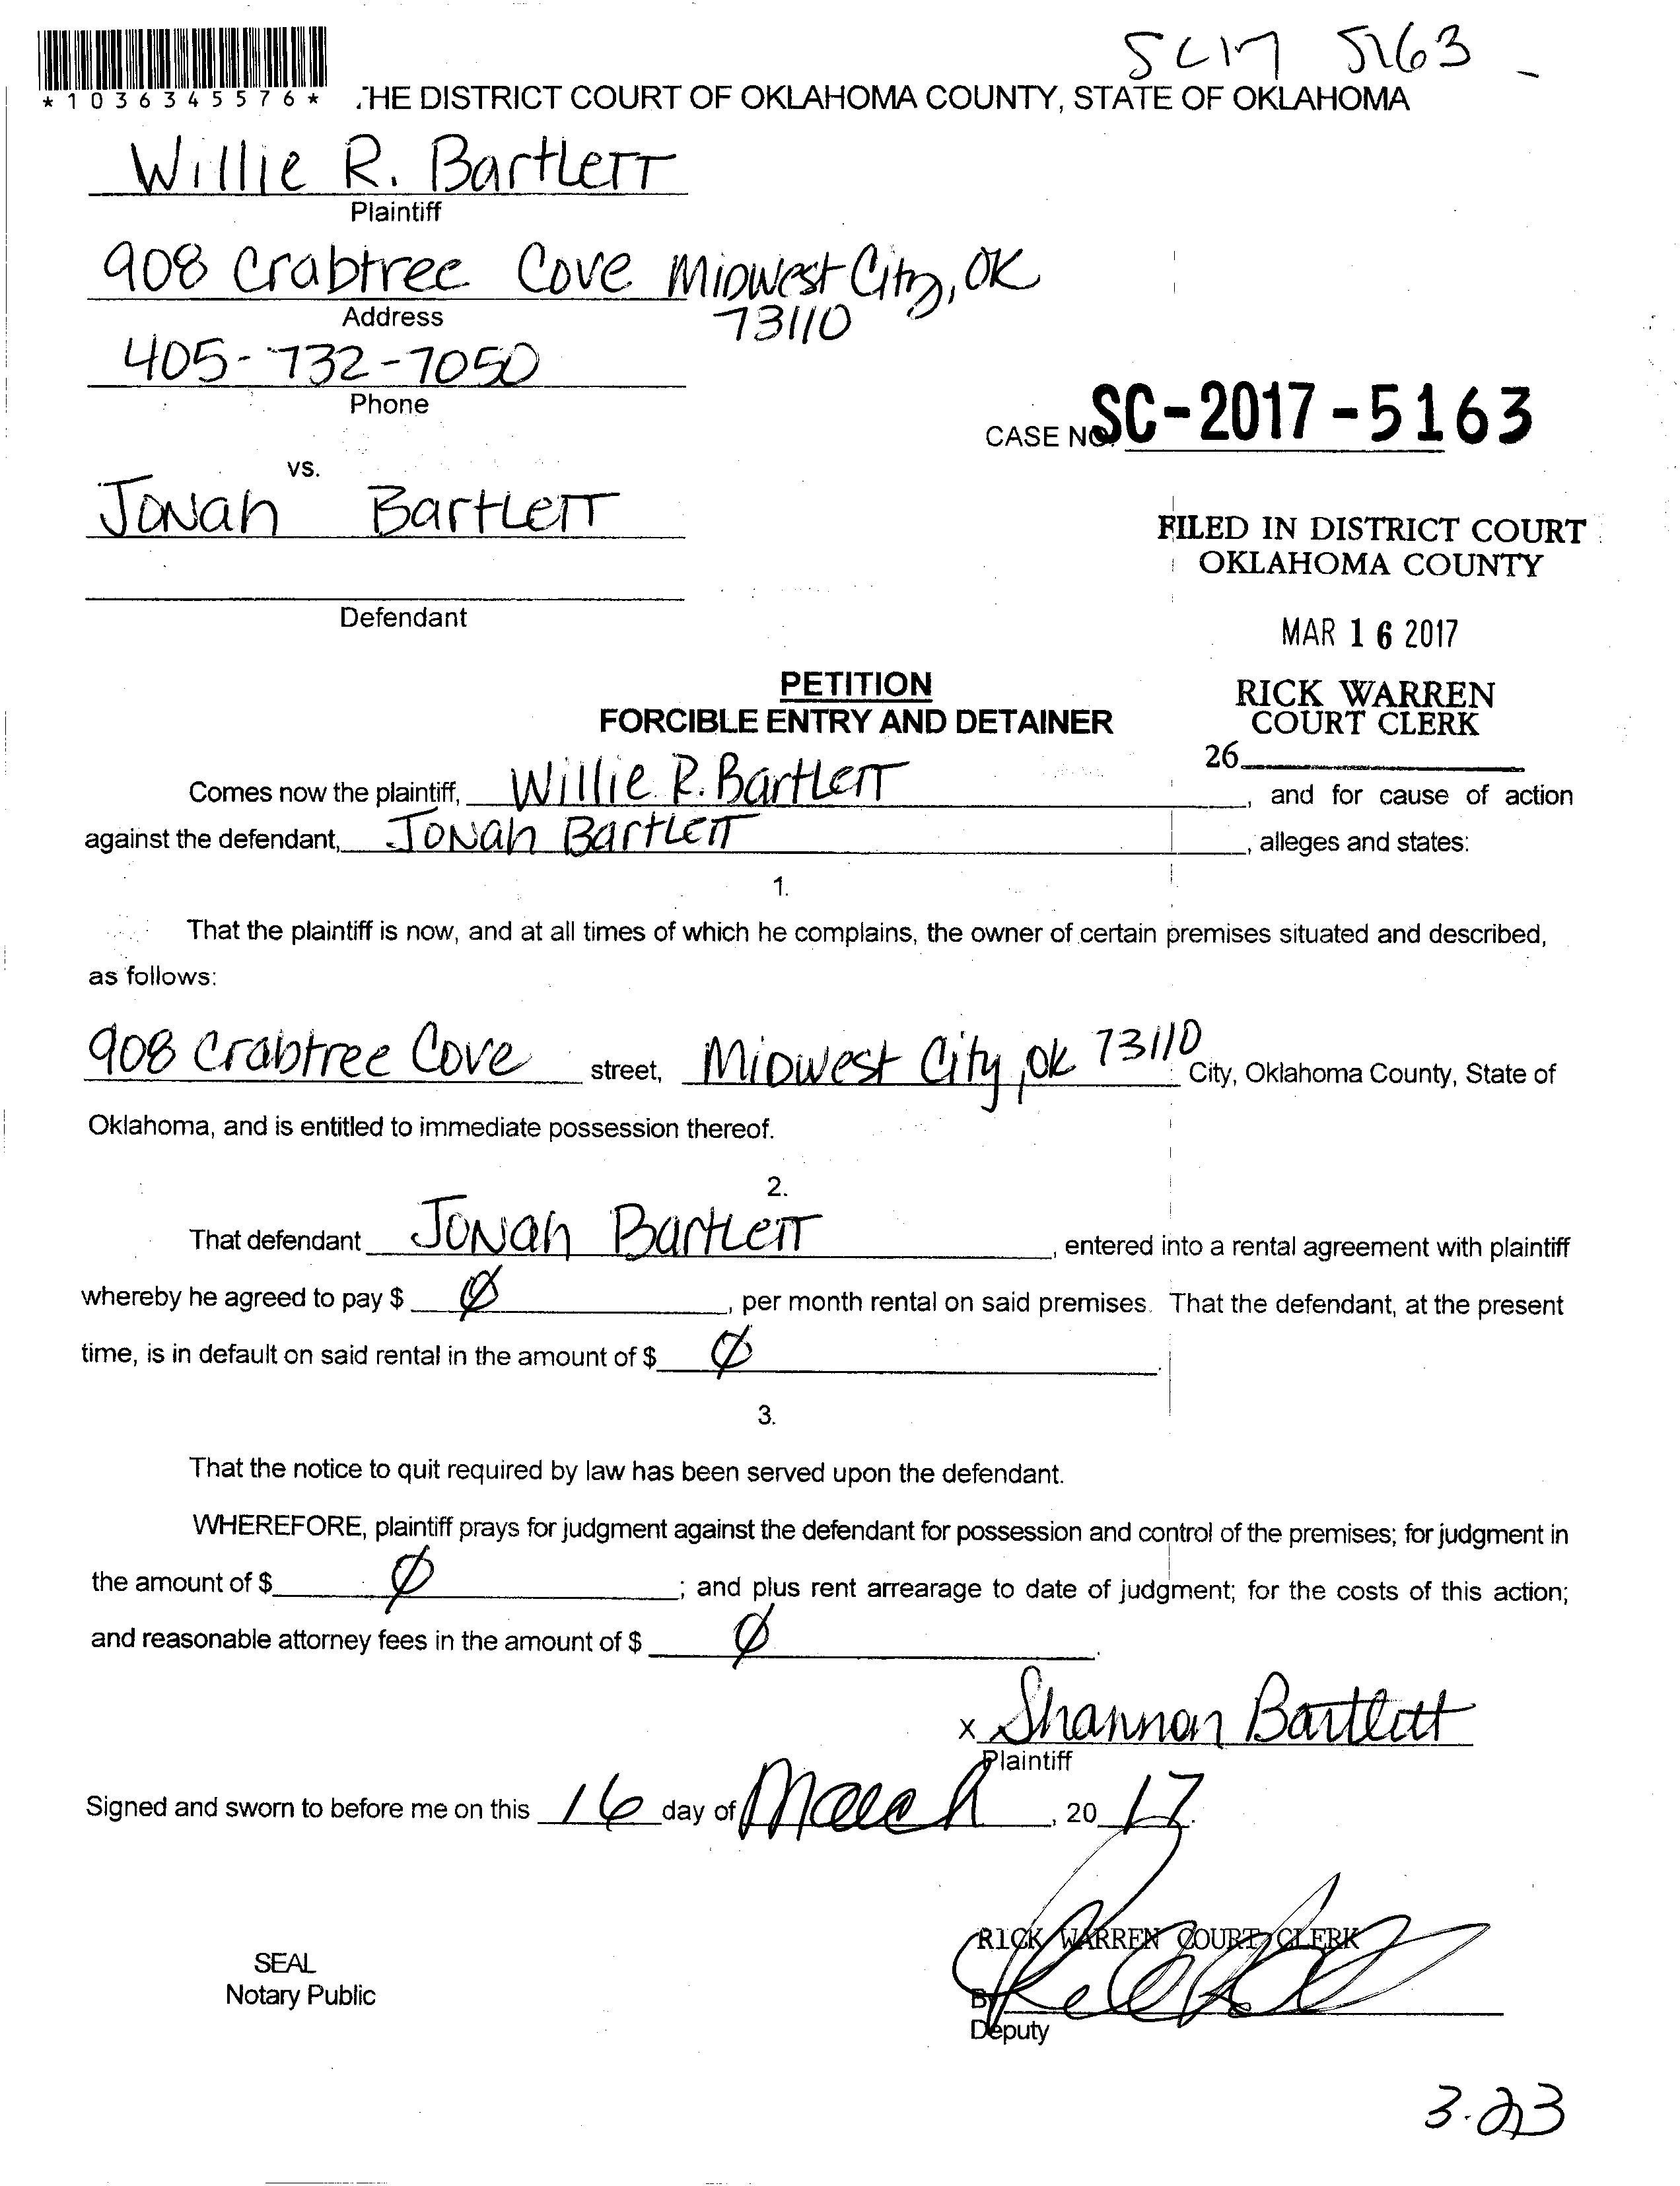 SC17 5163 -
*1036345576*
.HE DISTRICT COURT OF OKLAHOMA COUNTY, STATE OF OKLAHOMA
Willie R. Bartlett
Plaintiff
908 Crabtree Cove Midwest City, OK
73110
Address
405-732-7050
Phone
CASE NO. SC-2017-5163
vs.
Jonah Bartlett
FILED IN DISTRICT COURT
OKLAHOMA COUNTY
Defendant
MAR 16 2017
PETITION
FORCIBLE ENTRY AND DETAINER
RICK WARREN
COURT CLERK
26
Comes now the plaintiff, Willie R. Bartlett, and for cause of action
against the defendant, Jonah Bartlett, alleges and states:
1.
That the plaintiff is now, and at all times of which he complains, the owner of certain premises situated and described,
as follows:
908 Crabtree Cove street, Midwest City, OK 73110 City, Oklahoma County, State of
Oklahoma, and is entitled to immediate possession thereof.
2.
That defendant Jonah Bartlett, entered into a rental agreement with plaintiff
whereby he agreed to pay $ Ø, per month rental on said premises. That the defendant, at the present
time, is in default on said rental in the amount of $ Ø.
3.
That the notice to quit required by law has been served upon the defendant.
WHEREFORE, plaintiff prays for judgment against the defendant for possession and control of the premises; for judgment in
the amount of $ Ø; and plus rent arrearage to date of judgment; for the costs of this action;
and reasonable attorney fees in the amount of $ Ø.
x Shannon Bartlett
Plaintiff
Signed and sworn to before me on this 16 day of March, 20 17.
RICK WARREN COURT CLERK
SEAL
Notary Public
By
Deputy
3.23